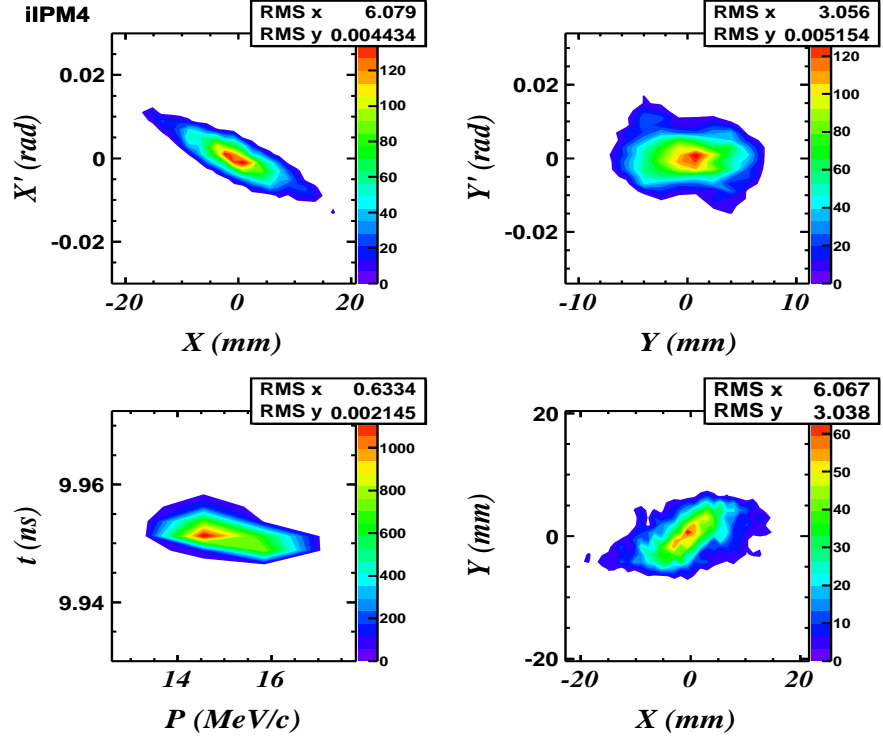 iIPM4
RMS x 6.079
RMS y 0.004434
0.02
0
-0.02
X' (rad)
-20 0 20
X (mm)
120
100
80
60
40
20
0
RMS x 3.056
RMS y 0.005154
0.02
0
-0.02
Y' (rad)
-10 0 10
Y (mm)
120
100
80
60
40
20
0
RMS x 0.6334
RMS y 0.002145
9.96
9.94
t (ns)
14 16
P (MeV/c)
1000
800
600
400
200
0
RMS x 6.067
RMS y 3.038
20
0
-20
Y (mm)
-20 0 20
X (mm)
60
50
40
30
20
10
0